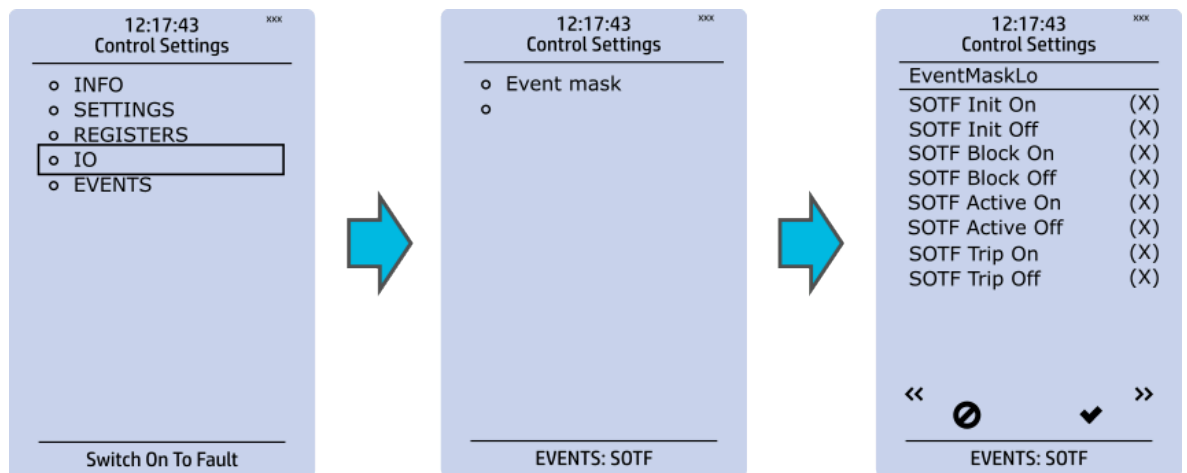 12:17:43 xxx
Control Settings
INFO
SETTINGS
REGISTERS
IO
EVENTS
Switch On To Fault
12:17:43 xxx
Control Settings
Event mask
EVENTS: SOTF
12:17:43 xxx
Control Settings
EventMaskLo
SOTF Init On (X)
SOTF Init Off (X)
SOTF Block On (X)
SOTF Block Off (X)
SOTF Active On (X)
SOTF Active Off (X)
SOTF Trip On (X)
SOTF Trip Off (X)
<< >>
EVENTS: SOTF